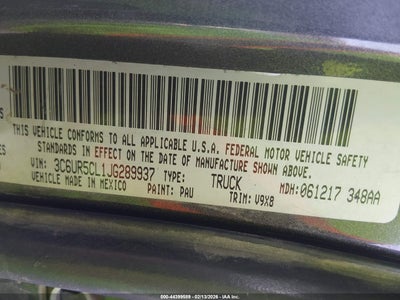 THIS VEHICLE CONFORMS TO ALL APPLICABLE U.S.A. FEDERAL MOTOR VEHICLE SAFETY
STANDARDS IN EFFECT ON THE DATE OF MANUFACTURE SHOWN ABOVE.
VIN: 3C6UR5CL1JG289937 TYPE: TRUCK MDH: 061217 348AA
VEHICLE MADE IN MEXICO PAINT: PAU TRIM: V9X8
500-44399589 - 02/13/2026 - © IAA, Inc.